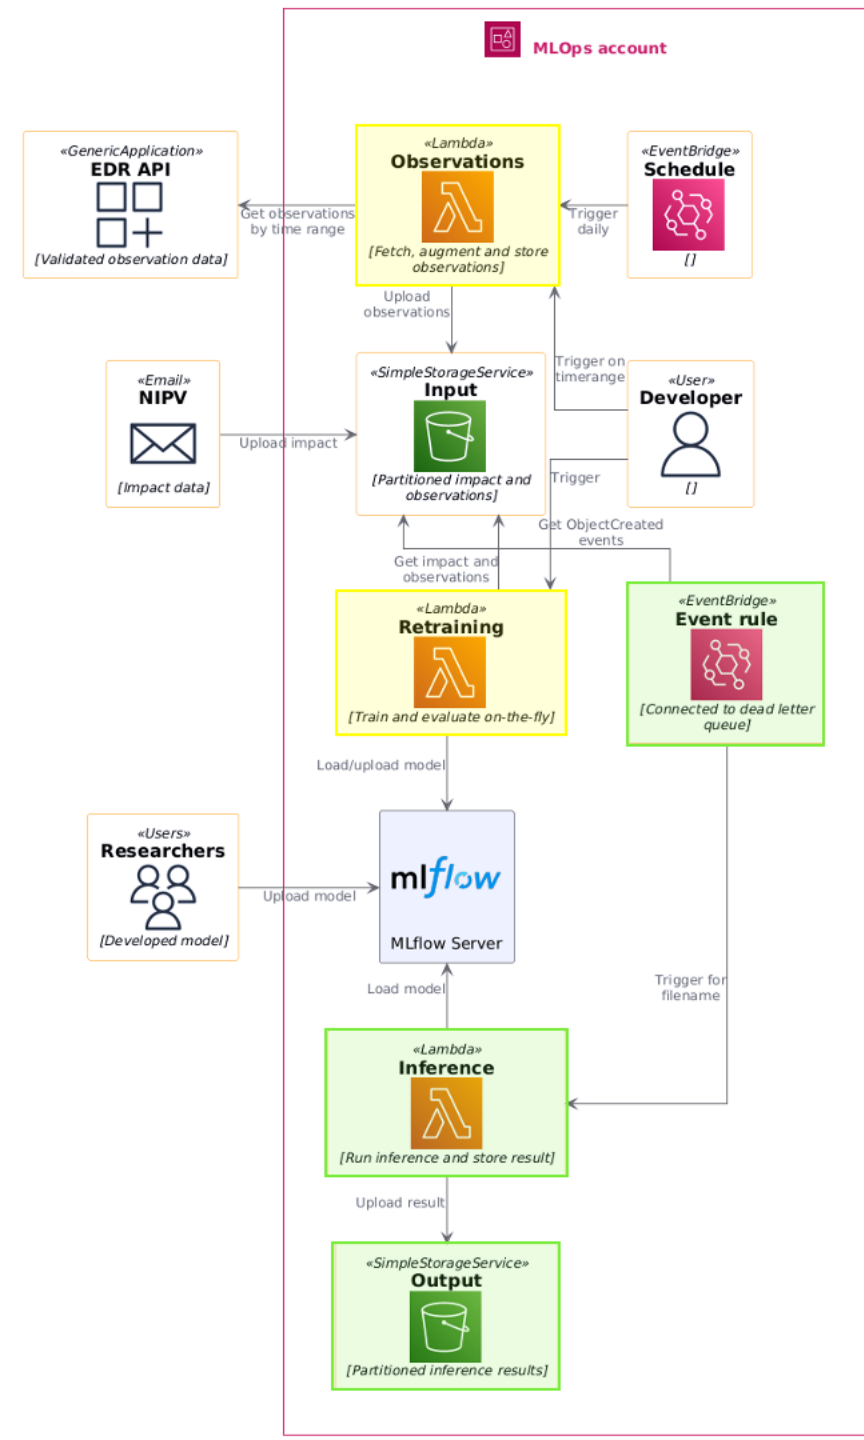 MLOps account
«GenericApplication»
EDR API
[Validated observation data]
Get observations
by time range
«Lambda»
Observations
[Fetch, augment and store
observations]
Trigger
daily
«EventBridge»
Schedule
[]
Upload
observations
«Email»
NIPV
[Impact data]
Upload impact
«SimpleStorageService»
Input
[Partitioned impact and
observations]
Trigger on
timerange
«User»
Developer
[]
Trigger
Get ObjectCreated
events
Get impact and
observations
«Lambda»
Retraining
[Train and evaluate on-the-fly]
«EventBridge»
Event rule
[Connected to dead letter
queue]
Load/upload model
«Users»
Researchers
[Developed model]
Upload model
mlflow
MLflow Server
Load model
Trigger for
filename
«Lambda»
Inference
[Run inference and store result]
Upload result
«SimpleStorageService»
Output
[Partitioned inference results]